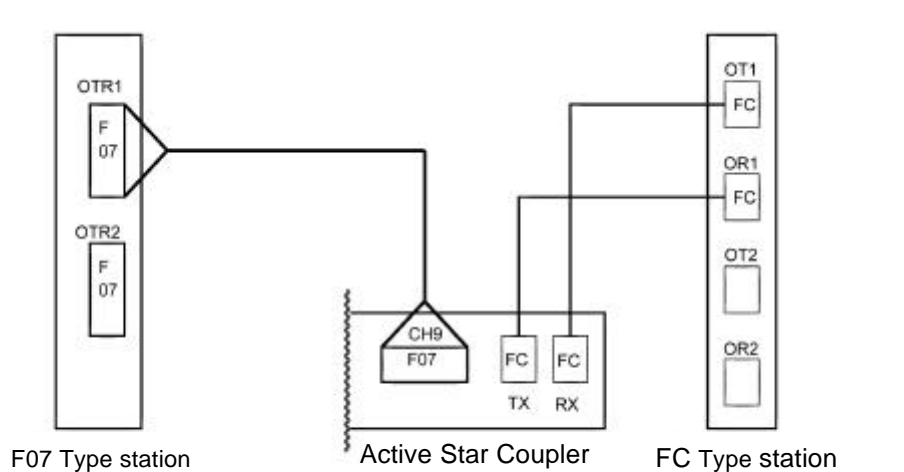 OTR1
F
07
OTR2
F
07
F07 Type station
CH9
F07
FC
FC
TX
RX
Active Star Coupler
OT1
FC
OR1
FC
OT2
OR2
FC Type station